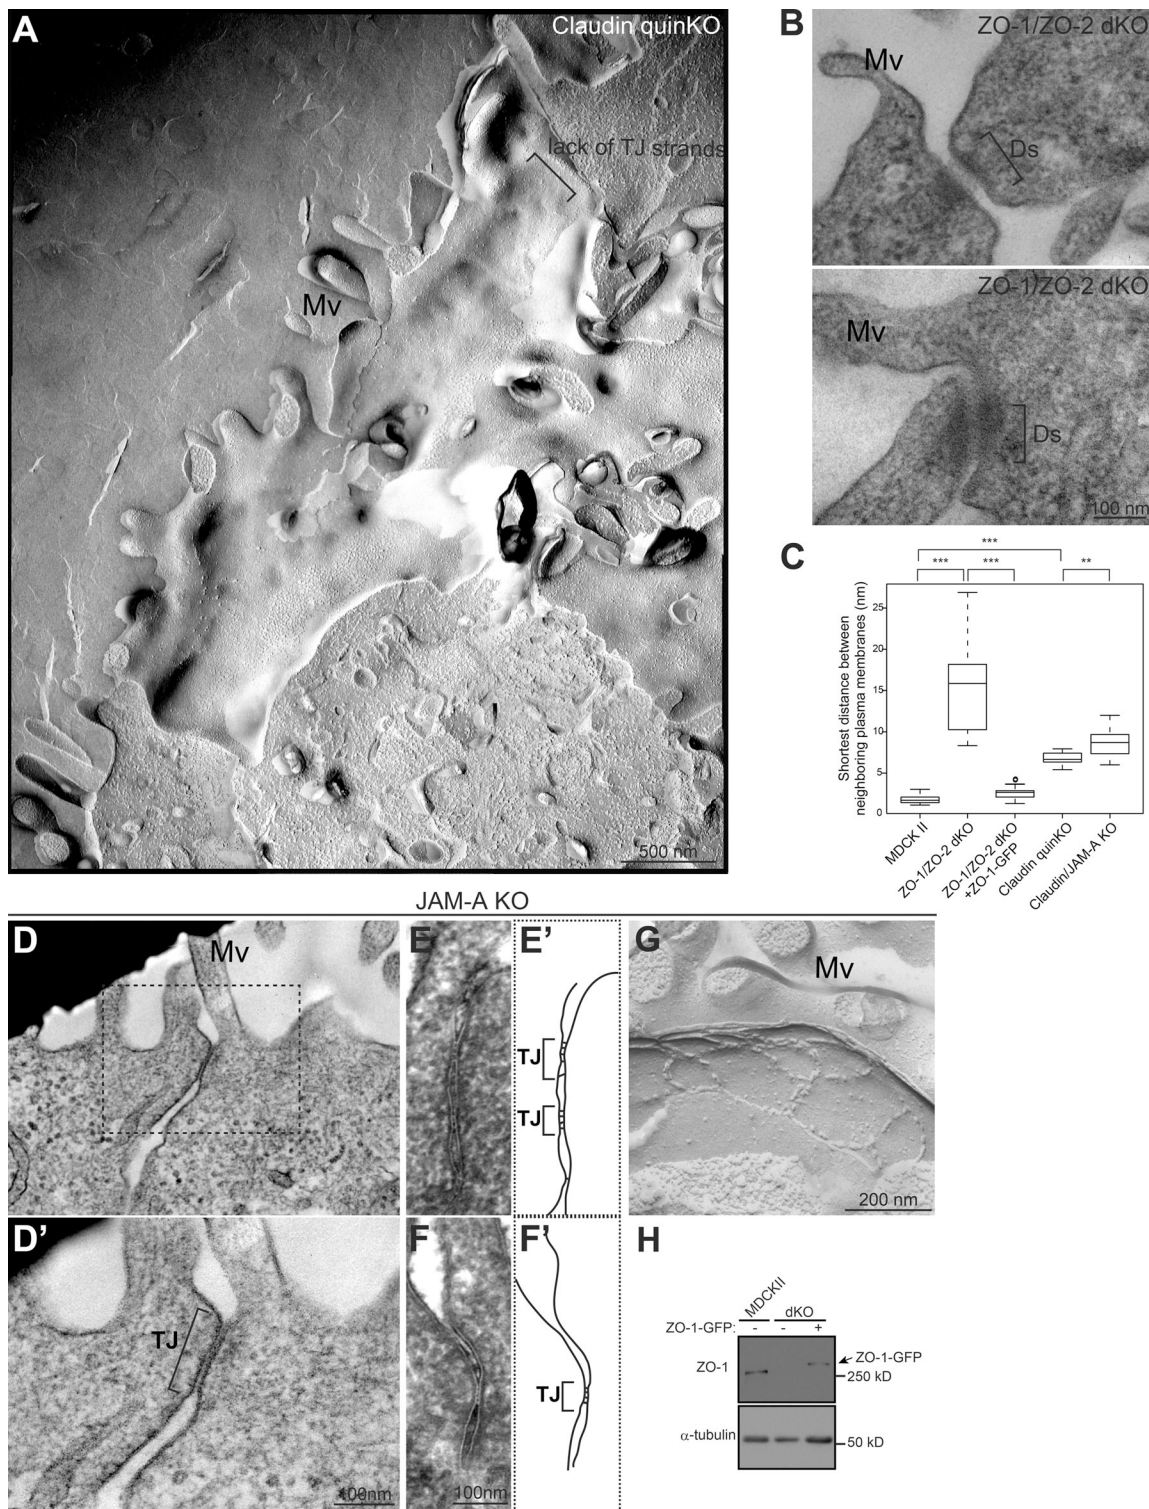 A
Claudin quinKO
lack of TJ strands
Mv
500 nm
B
ZO-1/ZO-2 dKO
Mv
Ds
ZO-1/ZO-2 dKO
Mv
Ds
100 nm
C
*** 
*** *** **
Shortest distance between
neighboring plasma membranes (nm)
25
20
15
10
5
0
MDCK II
ZO-1/ZO-2 dKO
ZO-1/ZO-2 dKO
+ZO-1-GFP
Claudin quinKO
Claudin/JAM-A KO
JAM-A KO
D
Mv
E
E'
TJ
TJ
G
Mv
200 nm
D'
TJ
100nm
F
100nm
F'
TJ
H
MDCKII
dKO
ZO-1-GFP: - - +
ZO-1
ZO-1-GFP
250 kD
α-tubulin
50 kD